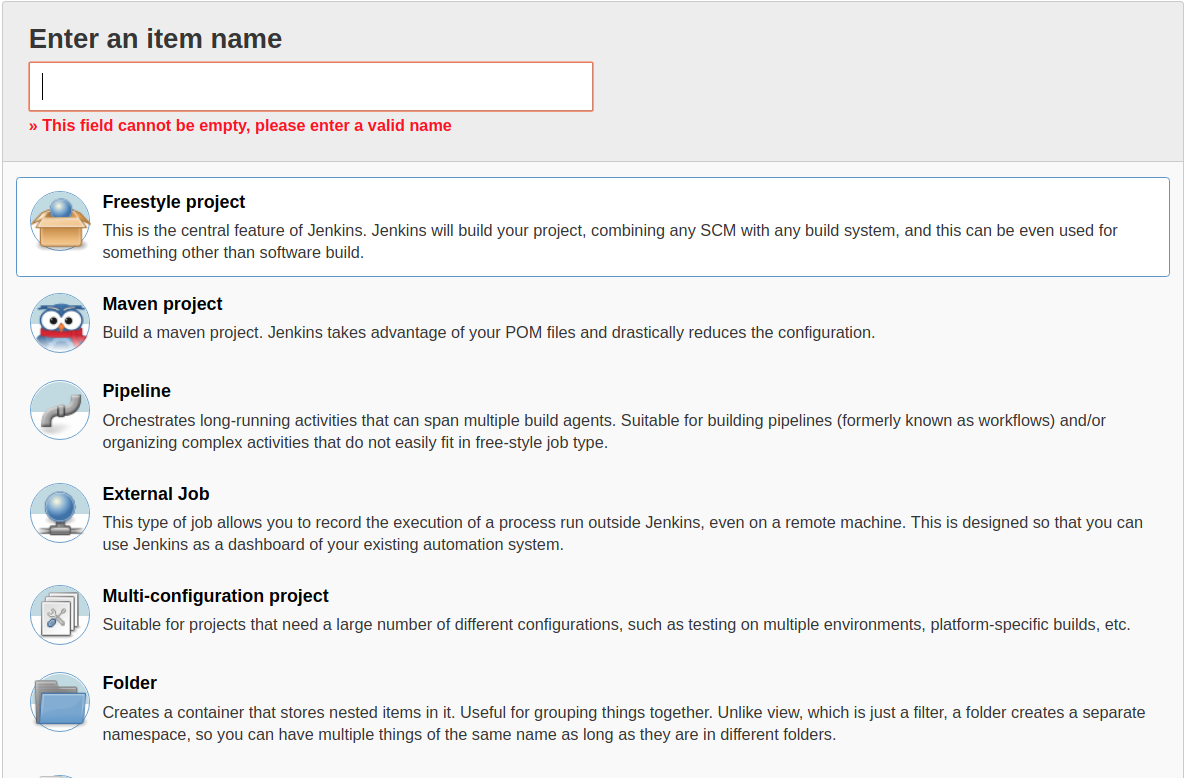 Enter an item name
» This field cannot be empty, please enter a valid name
Freestyle project
This is the central feature of Jenkins. Jenkins will build your project, combining any SCM with any build system, and this can be even used for
something other than software build.
Maven project
Build a maven project. Jenkins takes advantage of your POM files and drastically reduces the configuration.
Pipeline
Orchestrates long-running activities that can span multiple build agents. Suitable for building pipelines (formerly known as workflows) and/or
organizing complex activities that do not easily fit in free-style job type.
External Job
This type of job allows you to record the execution of a process run outside Jenkins, even on a remote machine. This is designed so that you can
use Jenkins as a dashboard of your existing automation system.
Multi-configuration project
Suitable for projects that need a large number of different configurations, such as testing on multiple environments, platform-specific builds, etc.
Folder
Creates a container that stores nested items in it. Useful for grouping things together. Unlike view, which is just a filter, a folder creates a separate
namespace, so you can have multiple things of the same name as long as they are in different folders.